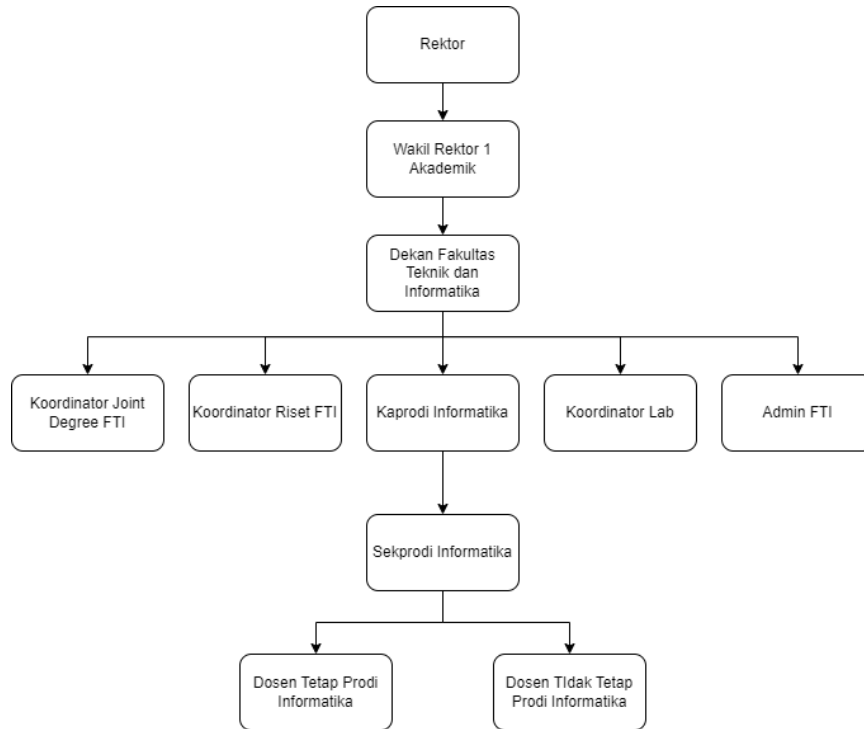 Rektor
Wakil Rektor 1
Akademik
Dekan Fakultas
Teknik dan
Informatika
Koordinator Joint
Degree FTI
Koordinator Riset FTI
Kaprodi Informatika
Koordinator Lab
Admin FTI
Sekprodi Informatika
Dosen Tetap Prodi
Informatika
Dosen TIdak Tetap
Prodi Informatika